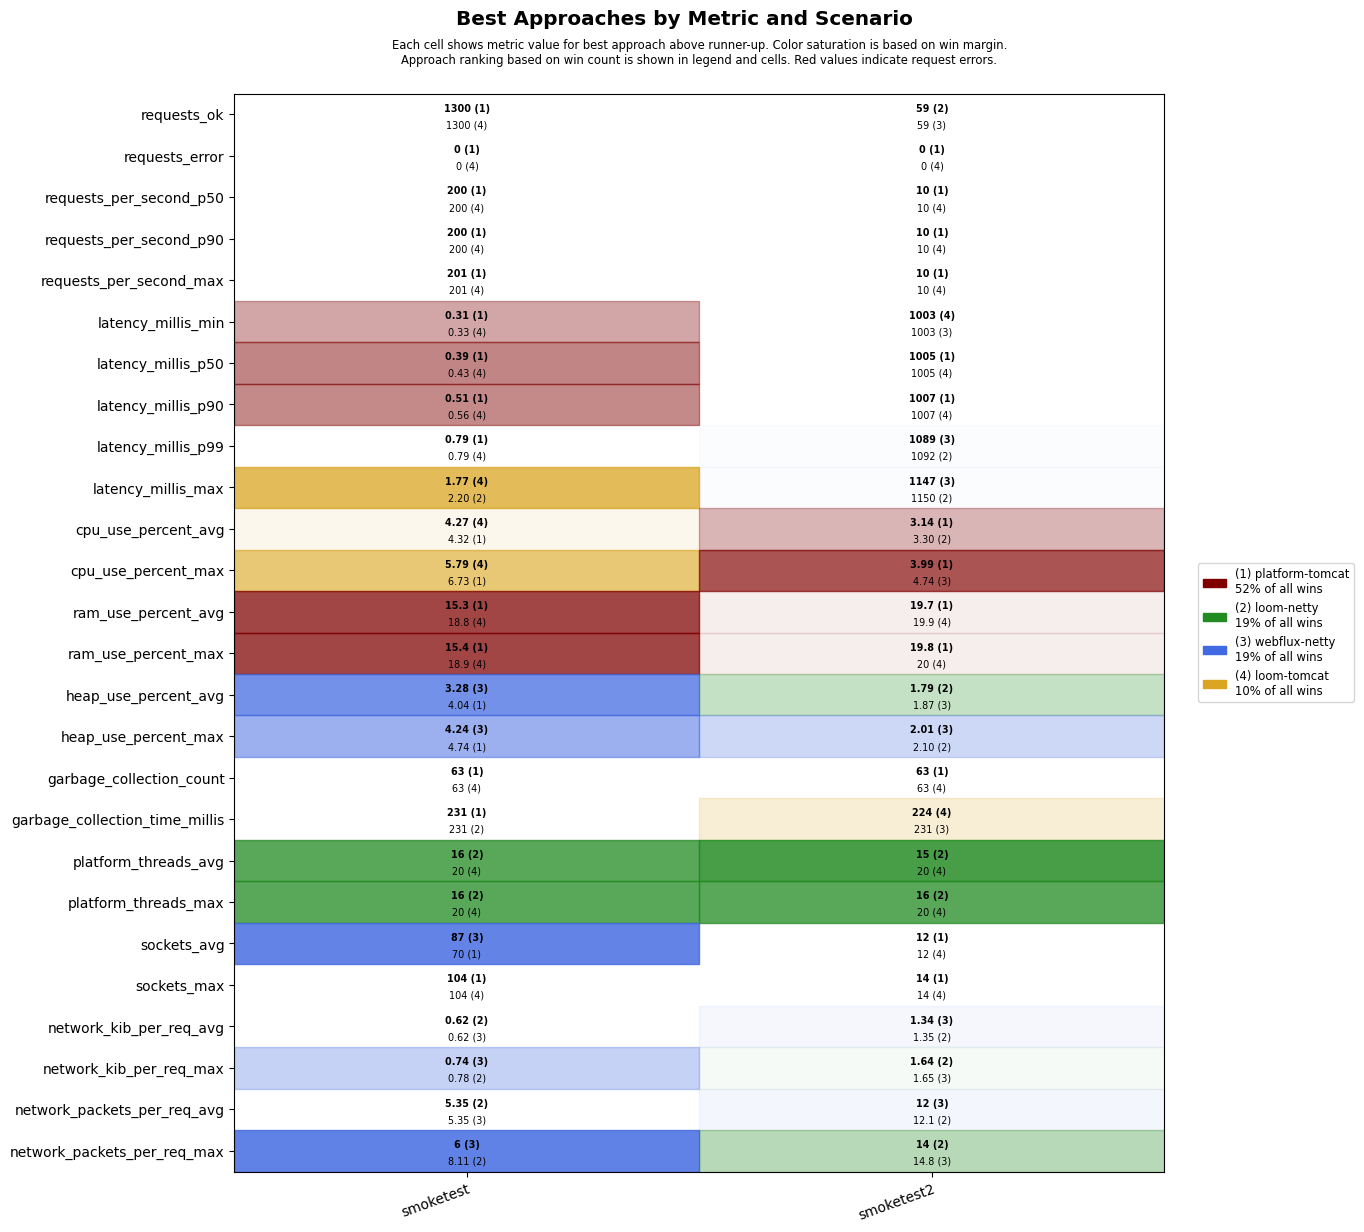 Best Approaches by Metric and Scenario
Each cell shows metric value for best approach above runner-up. Color saturation is based on win margin.
Approach ranking based on win count is shown in legend and cells. Red values indicate request errors.
requests_ok
1300 (1)
1300 (4)
59 (2)
59 (3)
requests_error
0 (1)
0 (4)
0 (1)
0 (4)
requests_per_second_p50
200 (1)
200 (4)
10 (1)
10 (4)
requests_per_second_p90
200 (1)
200 (4)
10 (1)
10 (4)
requests_per_second_max
201 (1)
201 (4)
10 (1)
10 (4)
latency_millis_min
0.31 (1)
0.33 (4)
1003 (4)
1003 (3)
latency_millis_p50
0.39 (1)
0.43 (4)
1005 (1)
1005 (4)
latency_millis_p90
0.51 (1)
0.56 (4)
1007 (1)
1007 (4)
latency_millis_p99
0.79 (1)
0.79 (4)
1089 (3)
1092 (2)
latency_millis_max
1.77 (4)
2.20 (2)
1147 (3)
1150 (2)
cpu_use_percent_avg
4.27 (4)
4.32 (1)
3.14 (1)
3.30 (2)
cpu_use_percent_max
5.79 (4)
6.73 (1)
3.99 (1)
4.74 (3)
ram_use_percent_avg
15.3 (1)
18.8 (4)
19.7 (1)
19.9 (4)
ram_use_percent_max
15.4 (1)
18.9 (4)
19.8 (1)
20 (4)
heap_use_percent_avg
3.28 (3)
4.04 (1)
1.79 (2)
1.87 (3)
heap_use_percent_max
4.24 (3)
4.74 (1)
2.01 (3)
2.10 (2)
garbage_collection_count
63 (1)
63 (4)
63 (1)
63 (4)
garbage_collection_time_millis
231 (1)
231 (2)
224 (4)
231 (3)
platform_threads_avg
16 (2)
20 (4)
15 (2)
20 (4)
platform_threads_max
16 (2)
20 (4)
16 (2)
20 (4)
sockets_avg
87 (3)
70 (1)
12 (1)
12 (4)
sockets_max
104 (1)
104 (4)
14 (1)
14 (4)
network_kib_per_req_avg
0.62 (2)
0.62 (3)
1.34 (3)
1.35 (2)
network_kib_per_req_max
0.74 (3)
0.78 (2)
1.64 (2)
1.65 (3)
network_packets_per_req_avg
5.35 (2)
5.35 (3)
12 (3)
12.1 (2)
network_packets_per_req_max
6 (3)
8.11 (2)
14 (2)
14.8 (3)
smoketest
smoketest2
(1) platform-tomcat
52% of all wins
(2) loom-netty
19% of all wins
(3) webflux-netty
19% of all wins
(4) loom-tomcat
10% of all wins